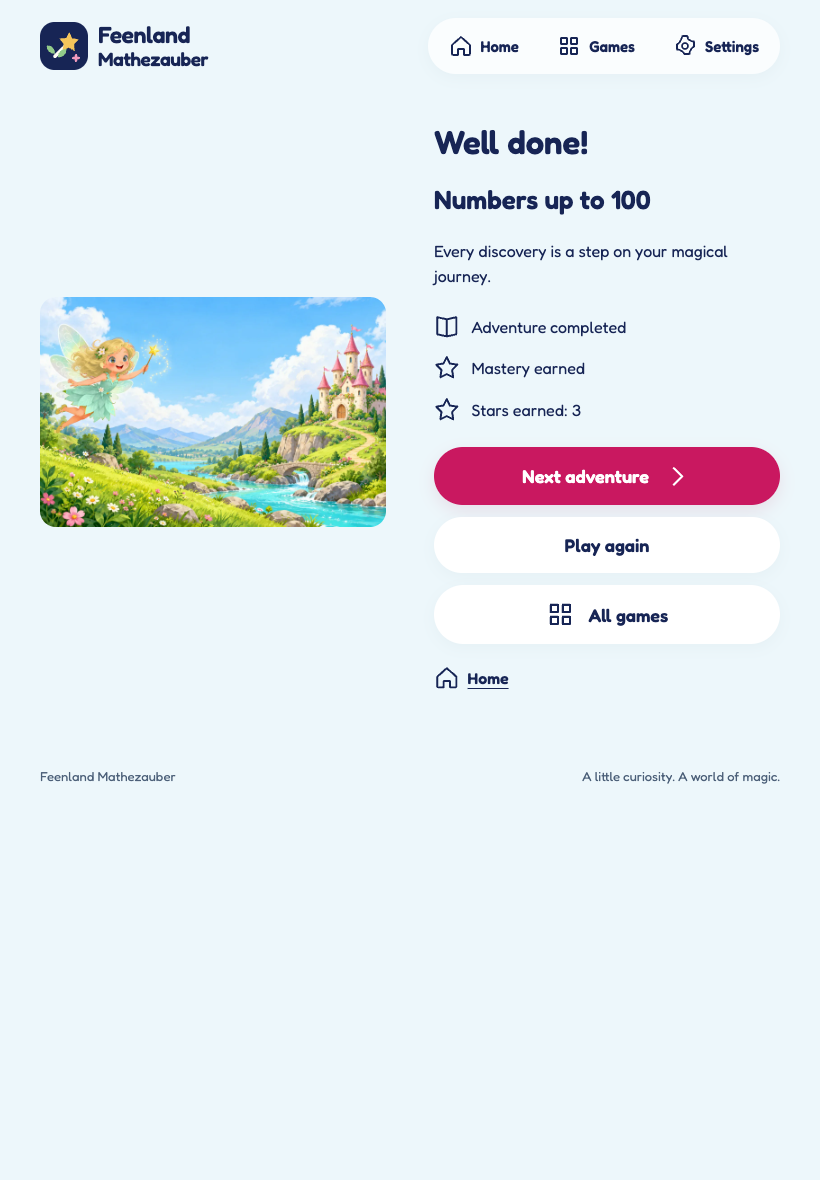 Feenland
Mathezauber
Home
Games
Settings
Well done!
Numbers up to 100
Every discovery is a step on your magical
journey.
Adventure completed
Mastery earned
Stars earned: 3
Next adventure
Play again
All games
Home
Feenland Mathezauber
A little curiosity. A world of magic.